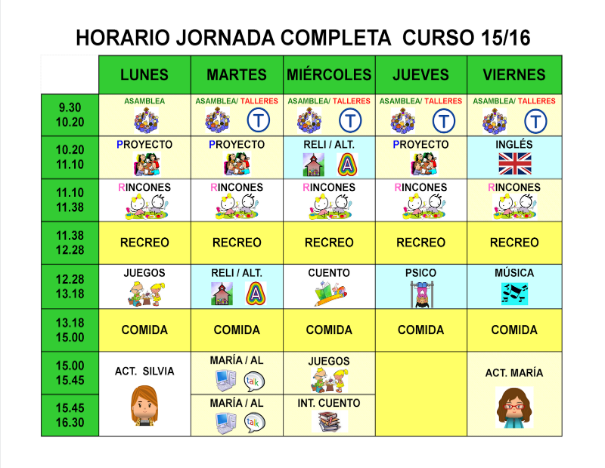 HORARIO JORNADA COMPLETA CURSO 15/16
LUNES MARTES MIÉRCOLES JUEVES VIERNES
9.30
10.20
ASAMBLEA ASAMBLEA/ TALLERES ASAMBLEA/ TALLERES ASAMBLEA/ TALLERES ASAMBLEA/ TALLERES
T T T T
10.20
11.10
PROYECTO PROYECTO RELI / ALT. PROYECTO INGLÉS
A
11.10
11.38
RINCONES RINCONES RINCONES RINCONES RINCONES
11.38
12.28
RECREO RECREO RECREO RECREO RECREO
12.28
13.18
JUEGOS RELI / ALT. CUENTO PSICO MÚSICA
A
13.18
15.00
COMIDA COMIDA COMIDA COMIDA COMIDA
15.00
15.45
ACT. SILVIA MARÍA / AL JUEGOS ACT. MARÍA
talk
15.45
16.30
MARÍA / AL INT. CUENTO
talk